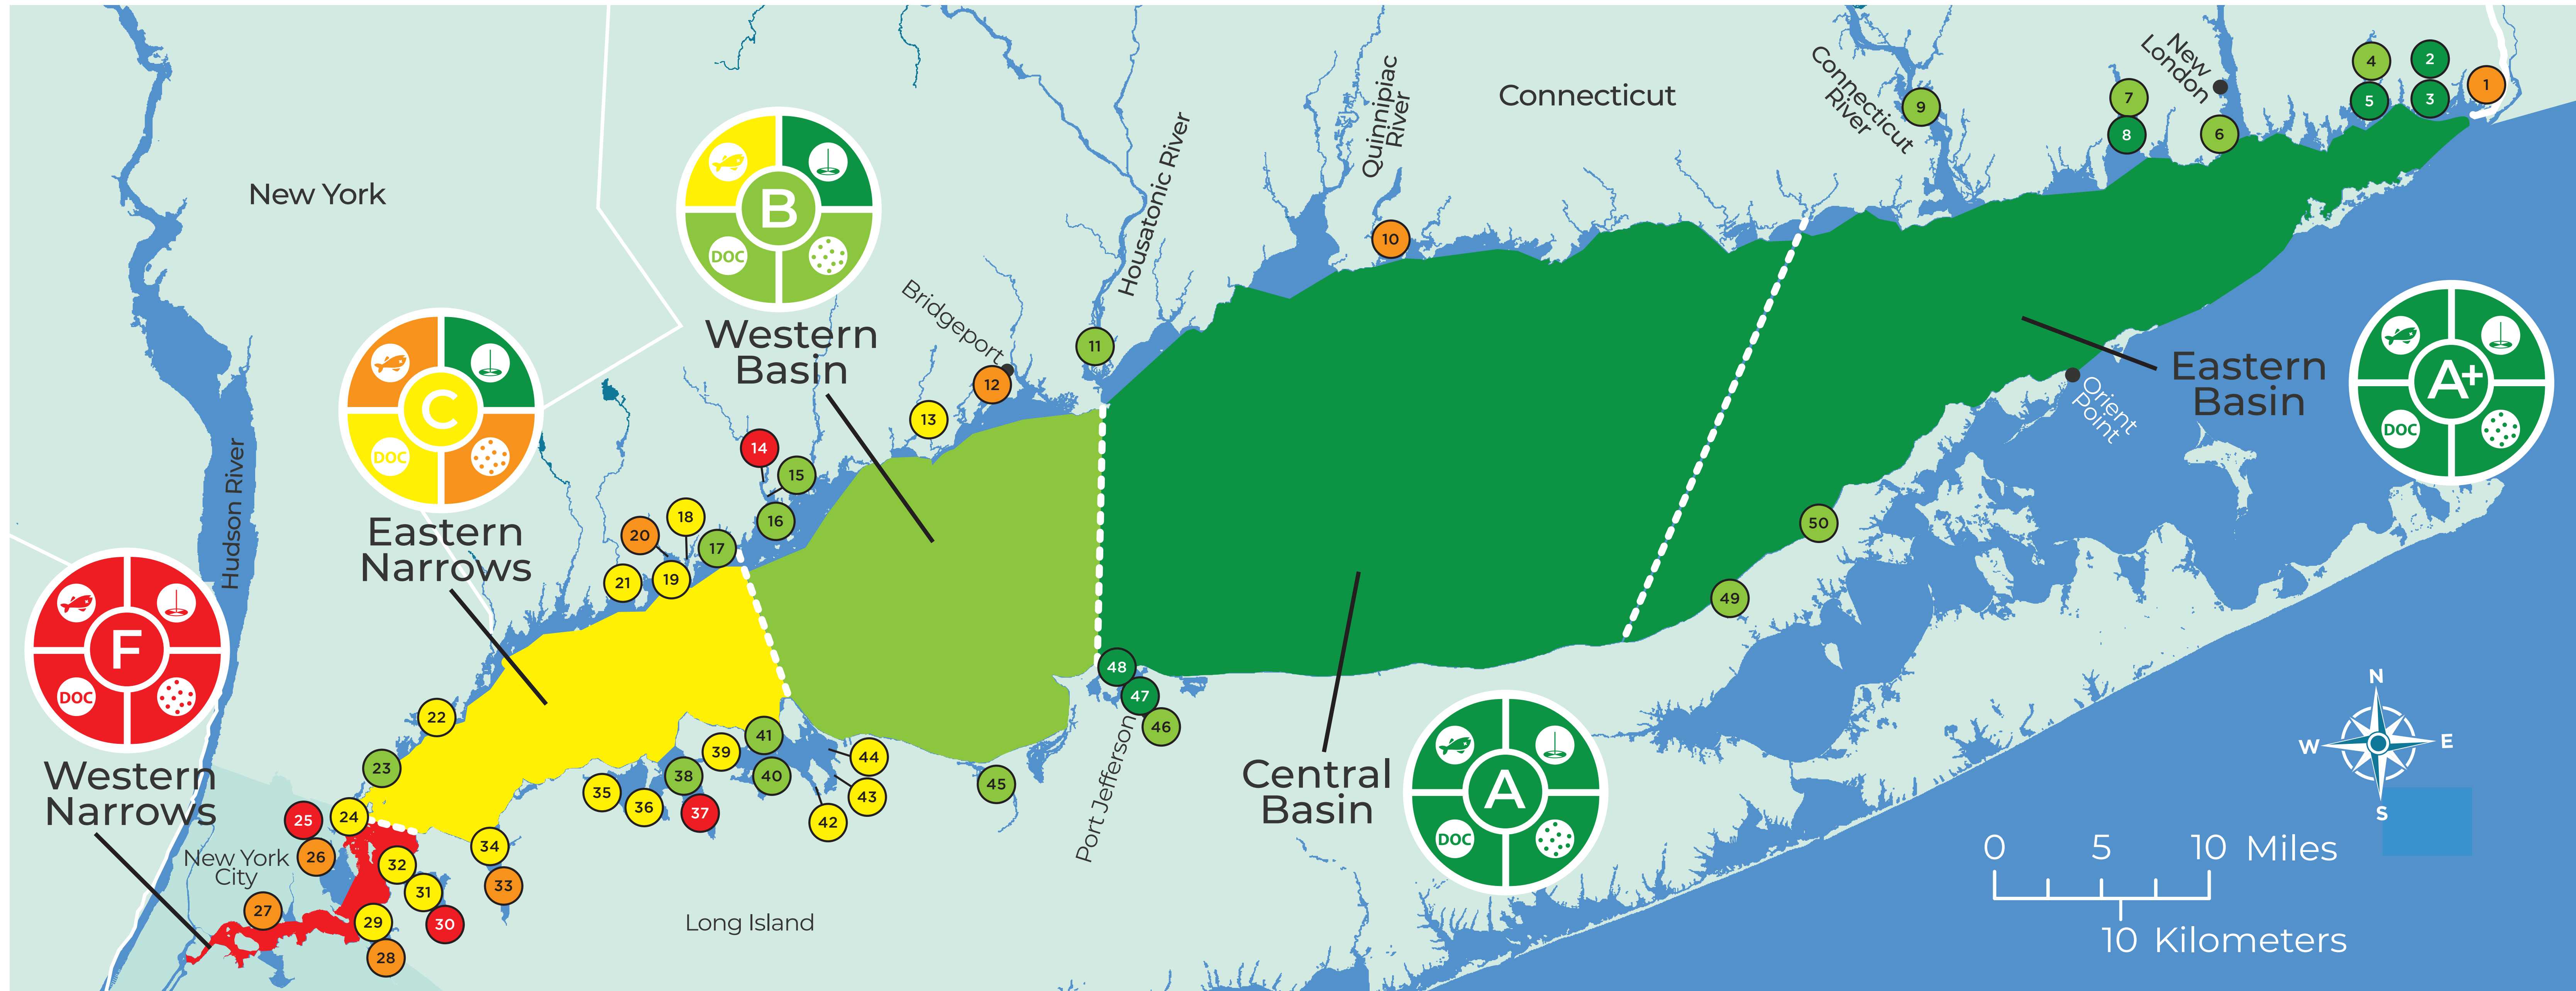 New York
Connecticut
Hudson River
Housatonic River
Quinnipiac
River
Connecticut
River
New
London
Bridgeport
Port Jefferson
Orient
Point
New York
City
Long Island
F
DOC
Western
Narrows
C
DOC
Eastern
Narrows
B
DOC
Western
Basin
A
DOC
Central
Basin
A+
DOC
Eastern
Basin
1
2
3
4
5
6
7
8
9
10
11
12
13
14
15
16
17
18
19
20
21
22
23
24
25
26
27
28
29
30
31
32
33
34
35
36
37
38
39
40
41
42
43
44
45
46
47
48
49
50
N
W
E
S
0 5 10 Miles
10 Kilometers